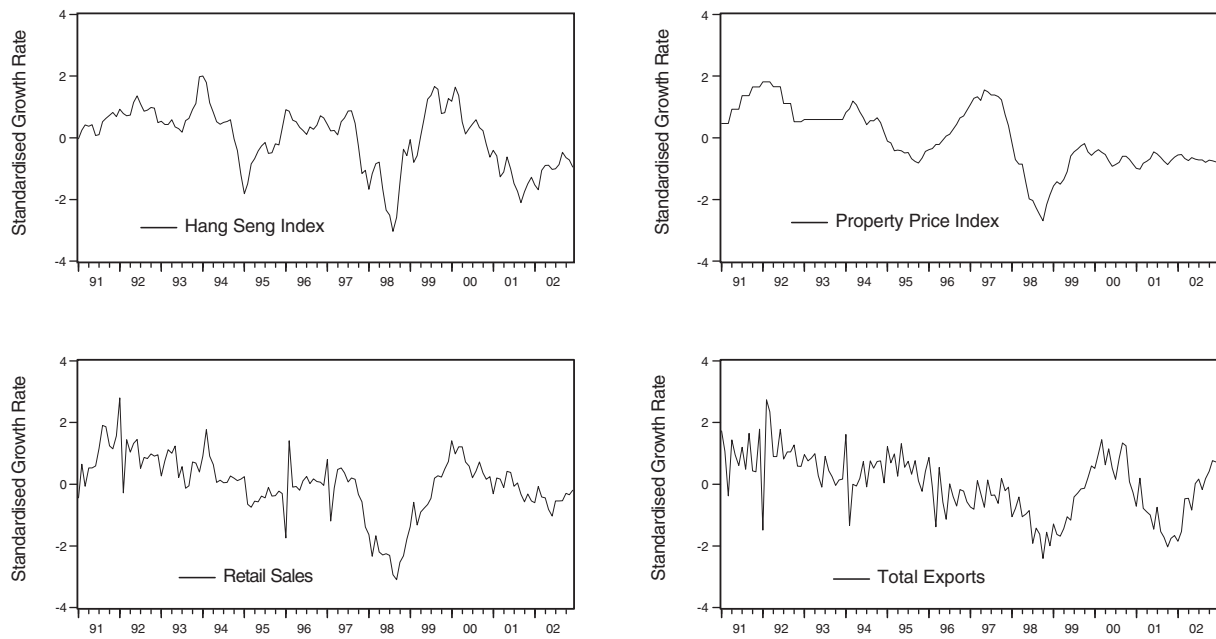 Standardised Growth Rate
4
2
0
-2
-4
Hang Seng Index
91 92 93 94 95 96 97 98 99 00 01 02
Standardised Growth Rate
4
2
0
-2
-4
Property Price Index
91 92 93 94 95 96 97 98 99 00 01 02
Standardised Growth Rate
4
2
0
-2
-4
Retail Sales
91 92 93 94 95 96 97 98 99 00 01 02
Standardised Growth Rate
4
2
0
-2
-4
Total Exports
91 92 93 94 95 96 97 98 99 00 01 02